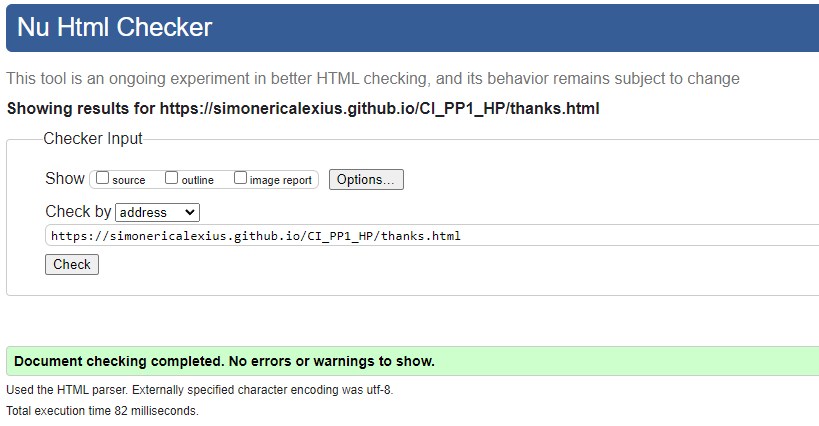 Nu Html Checker
This tool is an ongoing experiment in better HTML checking, and its behavior remains subject to change
Showing results for https://simonericalexius.github.io/CI_PP1_HP/thanks.html
Checker Input
Show source outline image report Options...
Check by address
https://simonericalexius.github.io/CI_PP1_HP/thanks.html
Check
Document checking completed. No errors or warnings to show.
Used the HTML parser. Externally specified character encoding was utf-8.
Total execution time 82 milliseconds.